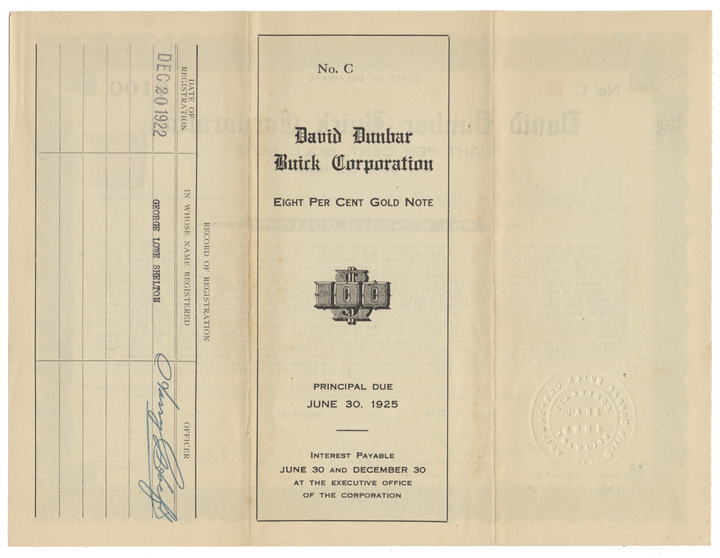 No. C
David Dunbar
Buick Corporation
EIGHT PER CENT GOLD NOTE
C C
PRINCIPAL DUE
JUNE 30, 1925
INTEREST PAYABLE
JUNE 30 AND DECEMBER 30
AT THE EXECUTIVE OFFICE
OF THE CORPORATION
RECORD OF REGISTRATION
DATE OF
REGISTRATION
IN WHOSE NAME REGISTERED
OFFICER
DEC 20 1922
GEORGE LOWE SHELTON